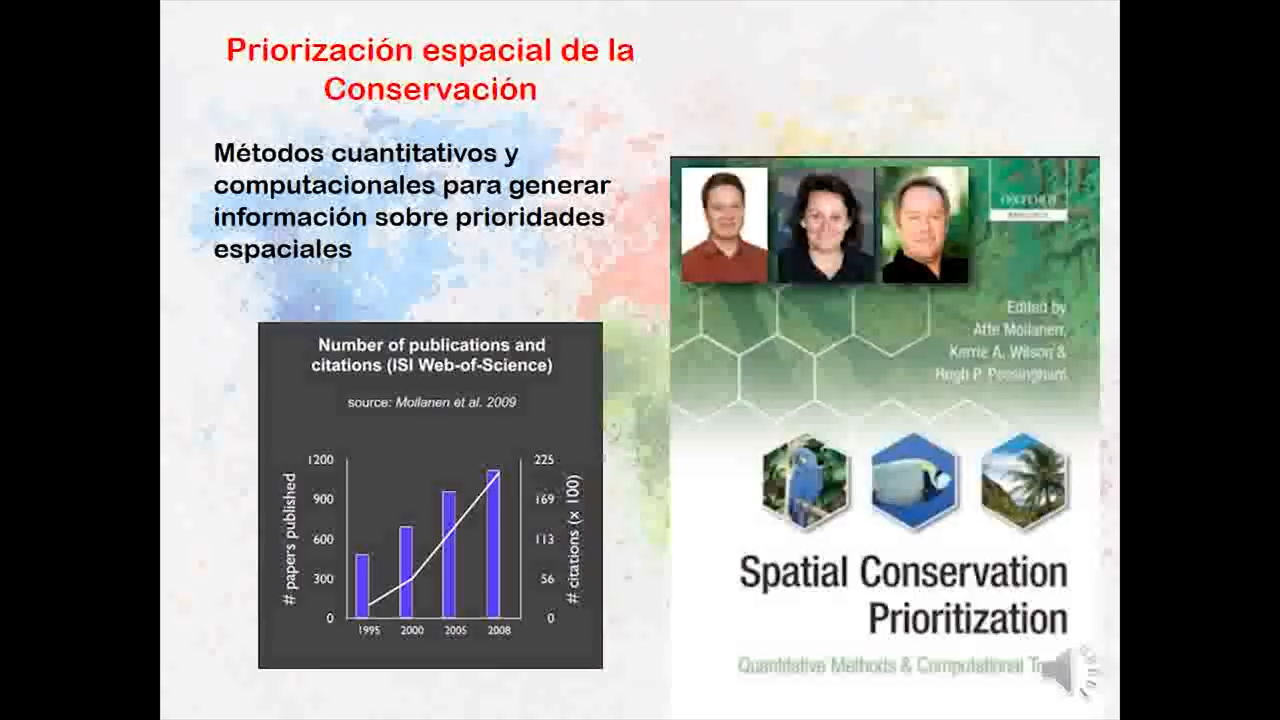 Priorización espacial de la
Conservación
Métodos cuantitativos y
computacionales para generar
información sobre prioridades
espaciales
Number of publications and
citations (ISI Web-of-Science)
source: Moilanen et al. 2009
# papers published
1200
900
600
300
0
1995 2000 2005 2008
225
169
113
56
0
# citations (x 100)
OXFORD
Edited by
Atte Moilanen,
Kerrie A. Wilson &
Hugh P. Possingham
Spatial Conservation
Prioritization
Quantitative Methods & Computational